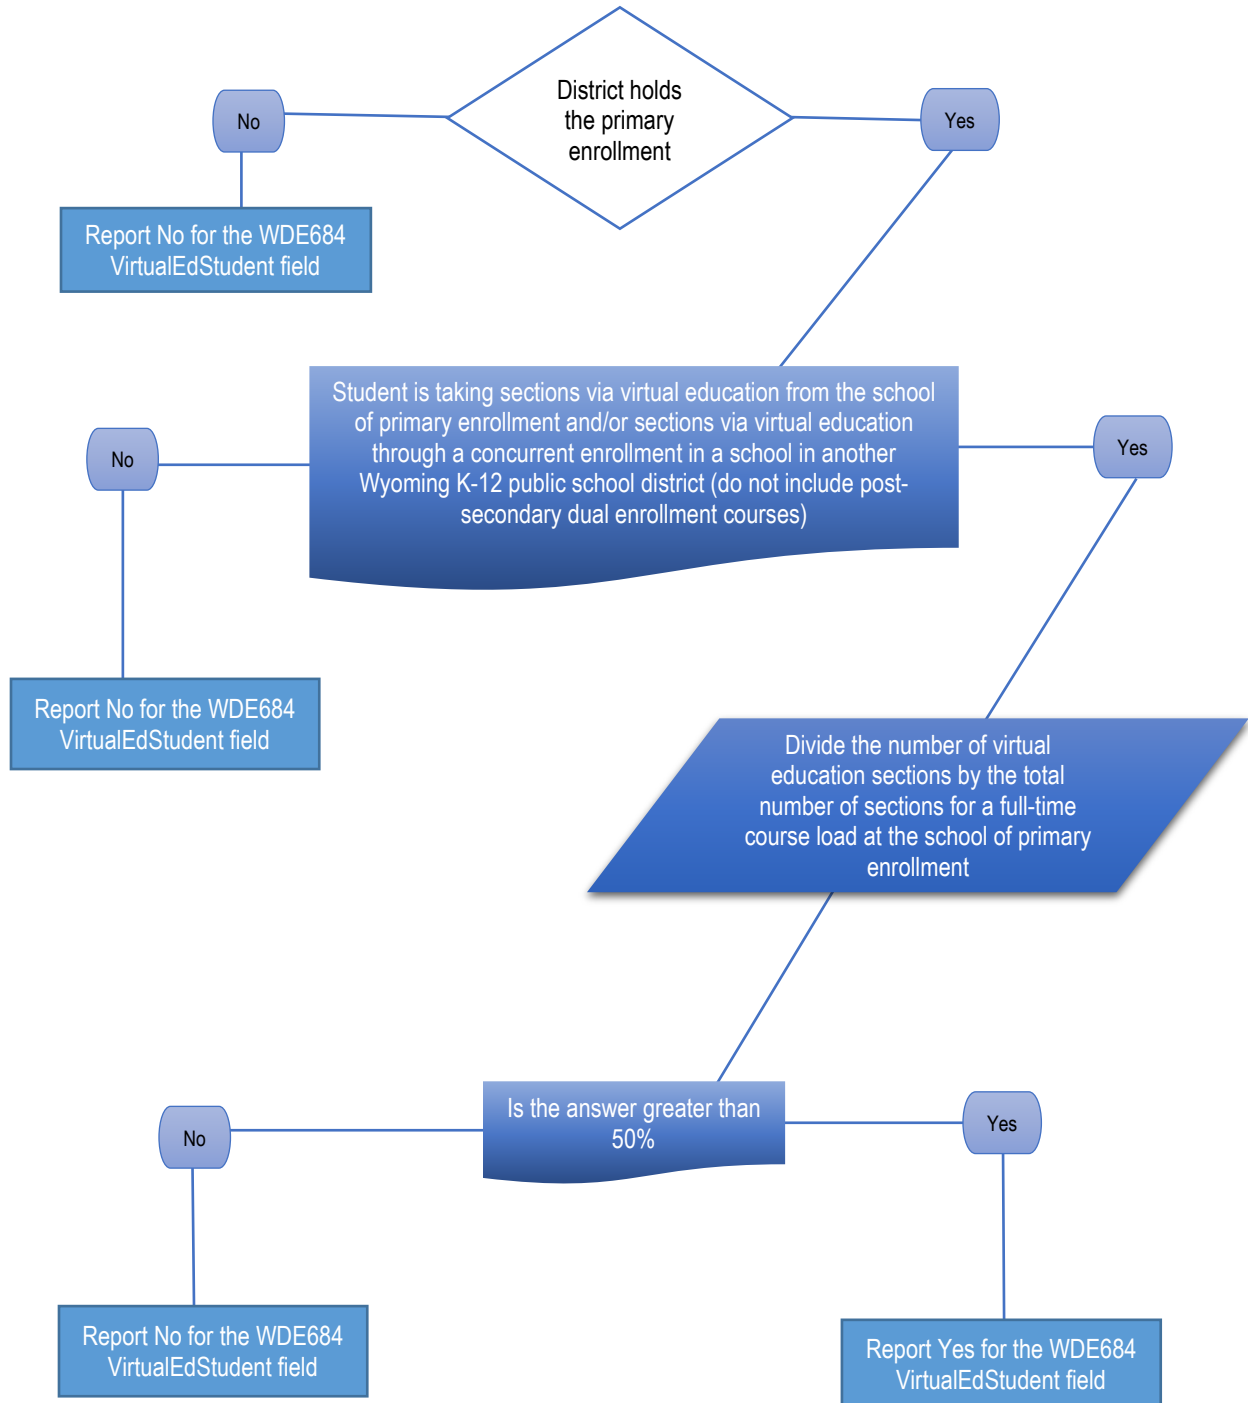 District holds
the primary
enrollment
No
Yes
Report No for the WDE684
VirtualEdStudent field
Student is taking sections via virtual education from the school
of primary enrollment and/or sections via virtual education
through a concurrent enrollment in a school in another
Wyoming K-12 public school district (do not include post-
secondary dual enrollment courses)
No
Yes
Report No for the WDE684
VirtualEdStudent field
Divide the number of virtual
education sections by the total
number of sections for a full-time
course load at the school of primary
enrollment
Is the answer greater than
50%
No
Yes
Report No for the WDE684
VirtualEdStudent field
Report Yes for the WDE684
VirtualEdStudent field